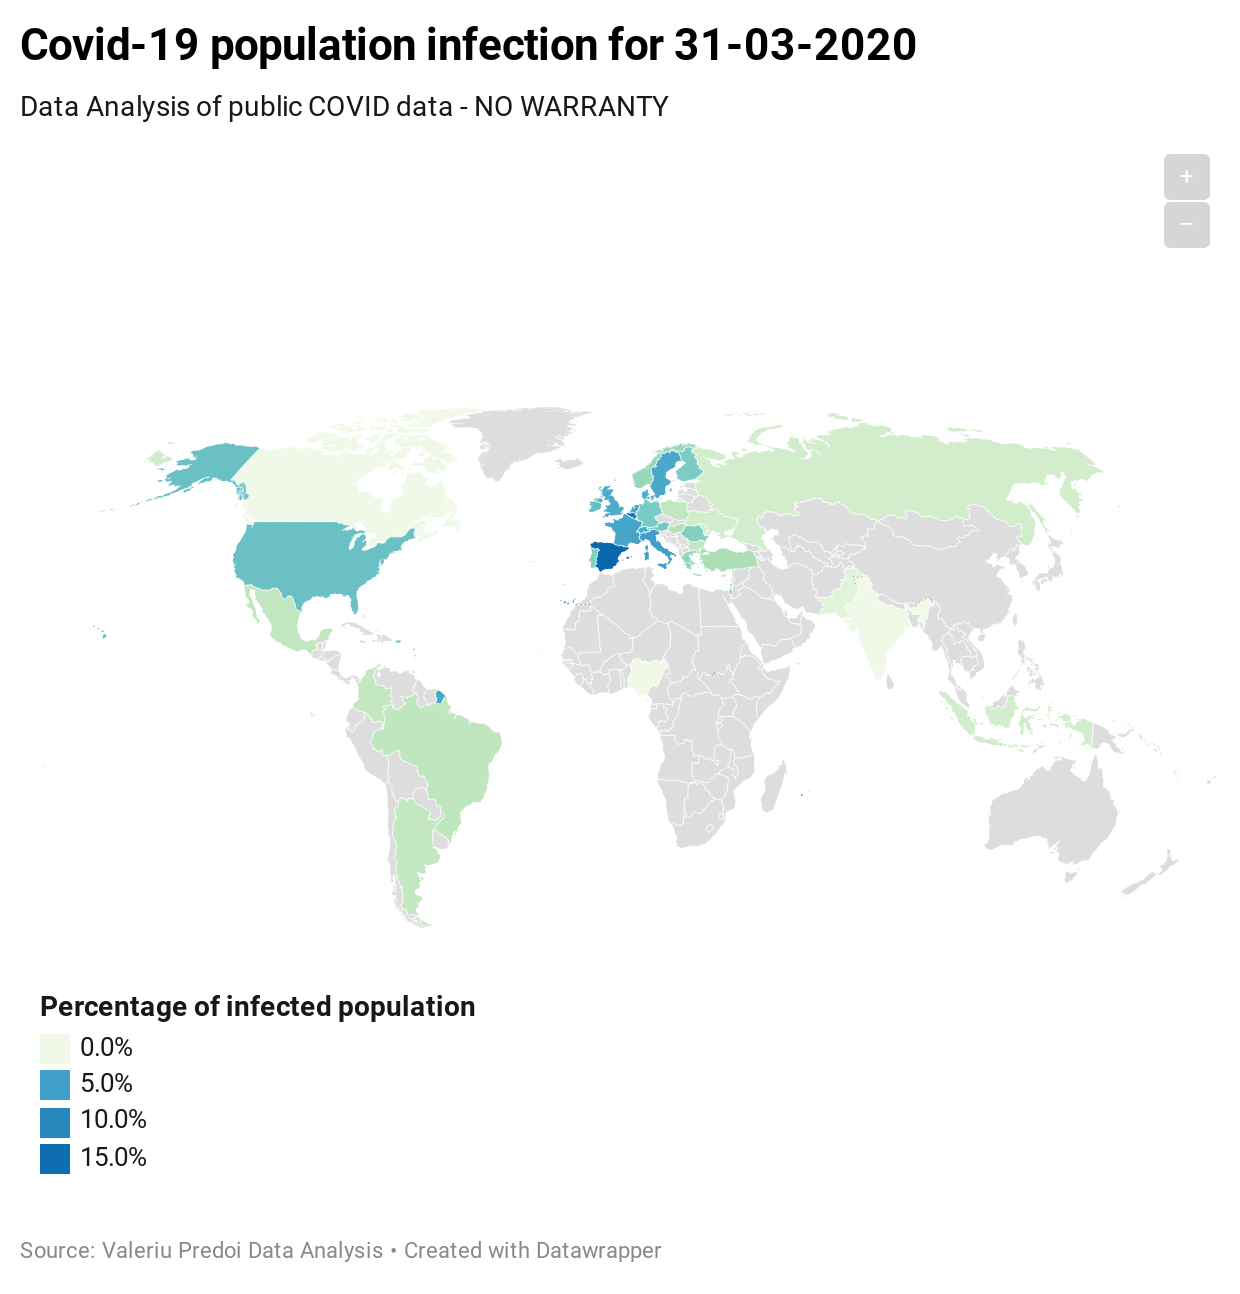 Covid-19 population infection for 31-03-2020
Data Analysis of public COVID data - NO WARRANTY
+
−
Percentage of infected population
0.0%
5.0%
10.0%
15.0%
Source: Valeriu Predoi Data Analysis • Created with Datawrapper